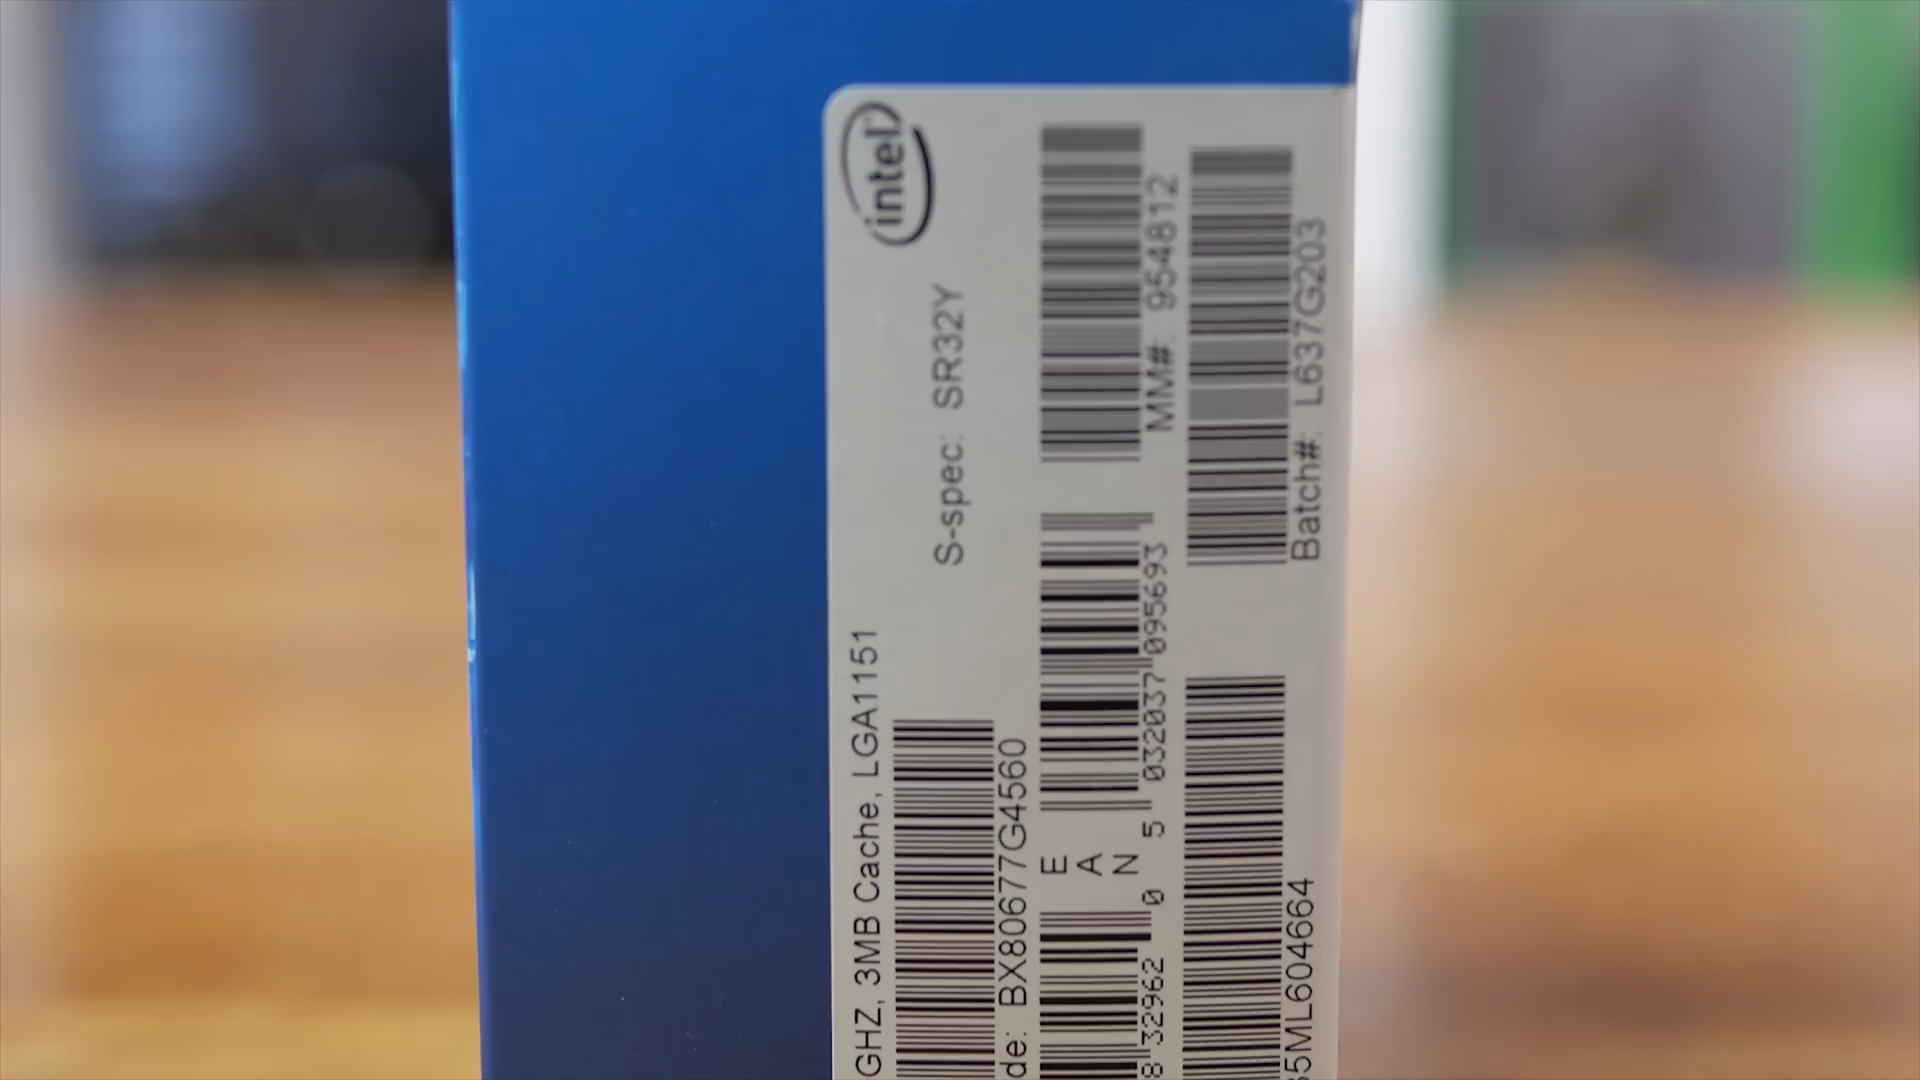 intel
GHZ, 3MB Cache, LGA1151
S-spec: SR32Y
de: BX80677G4560
MM#: 954812
E
A
N
8 32962 0
5 032037 095693
Batch#: L637G203
5ML604664